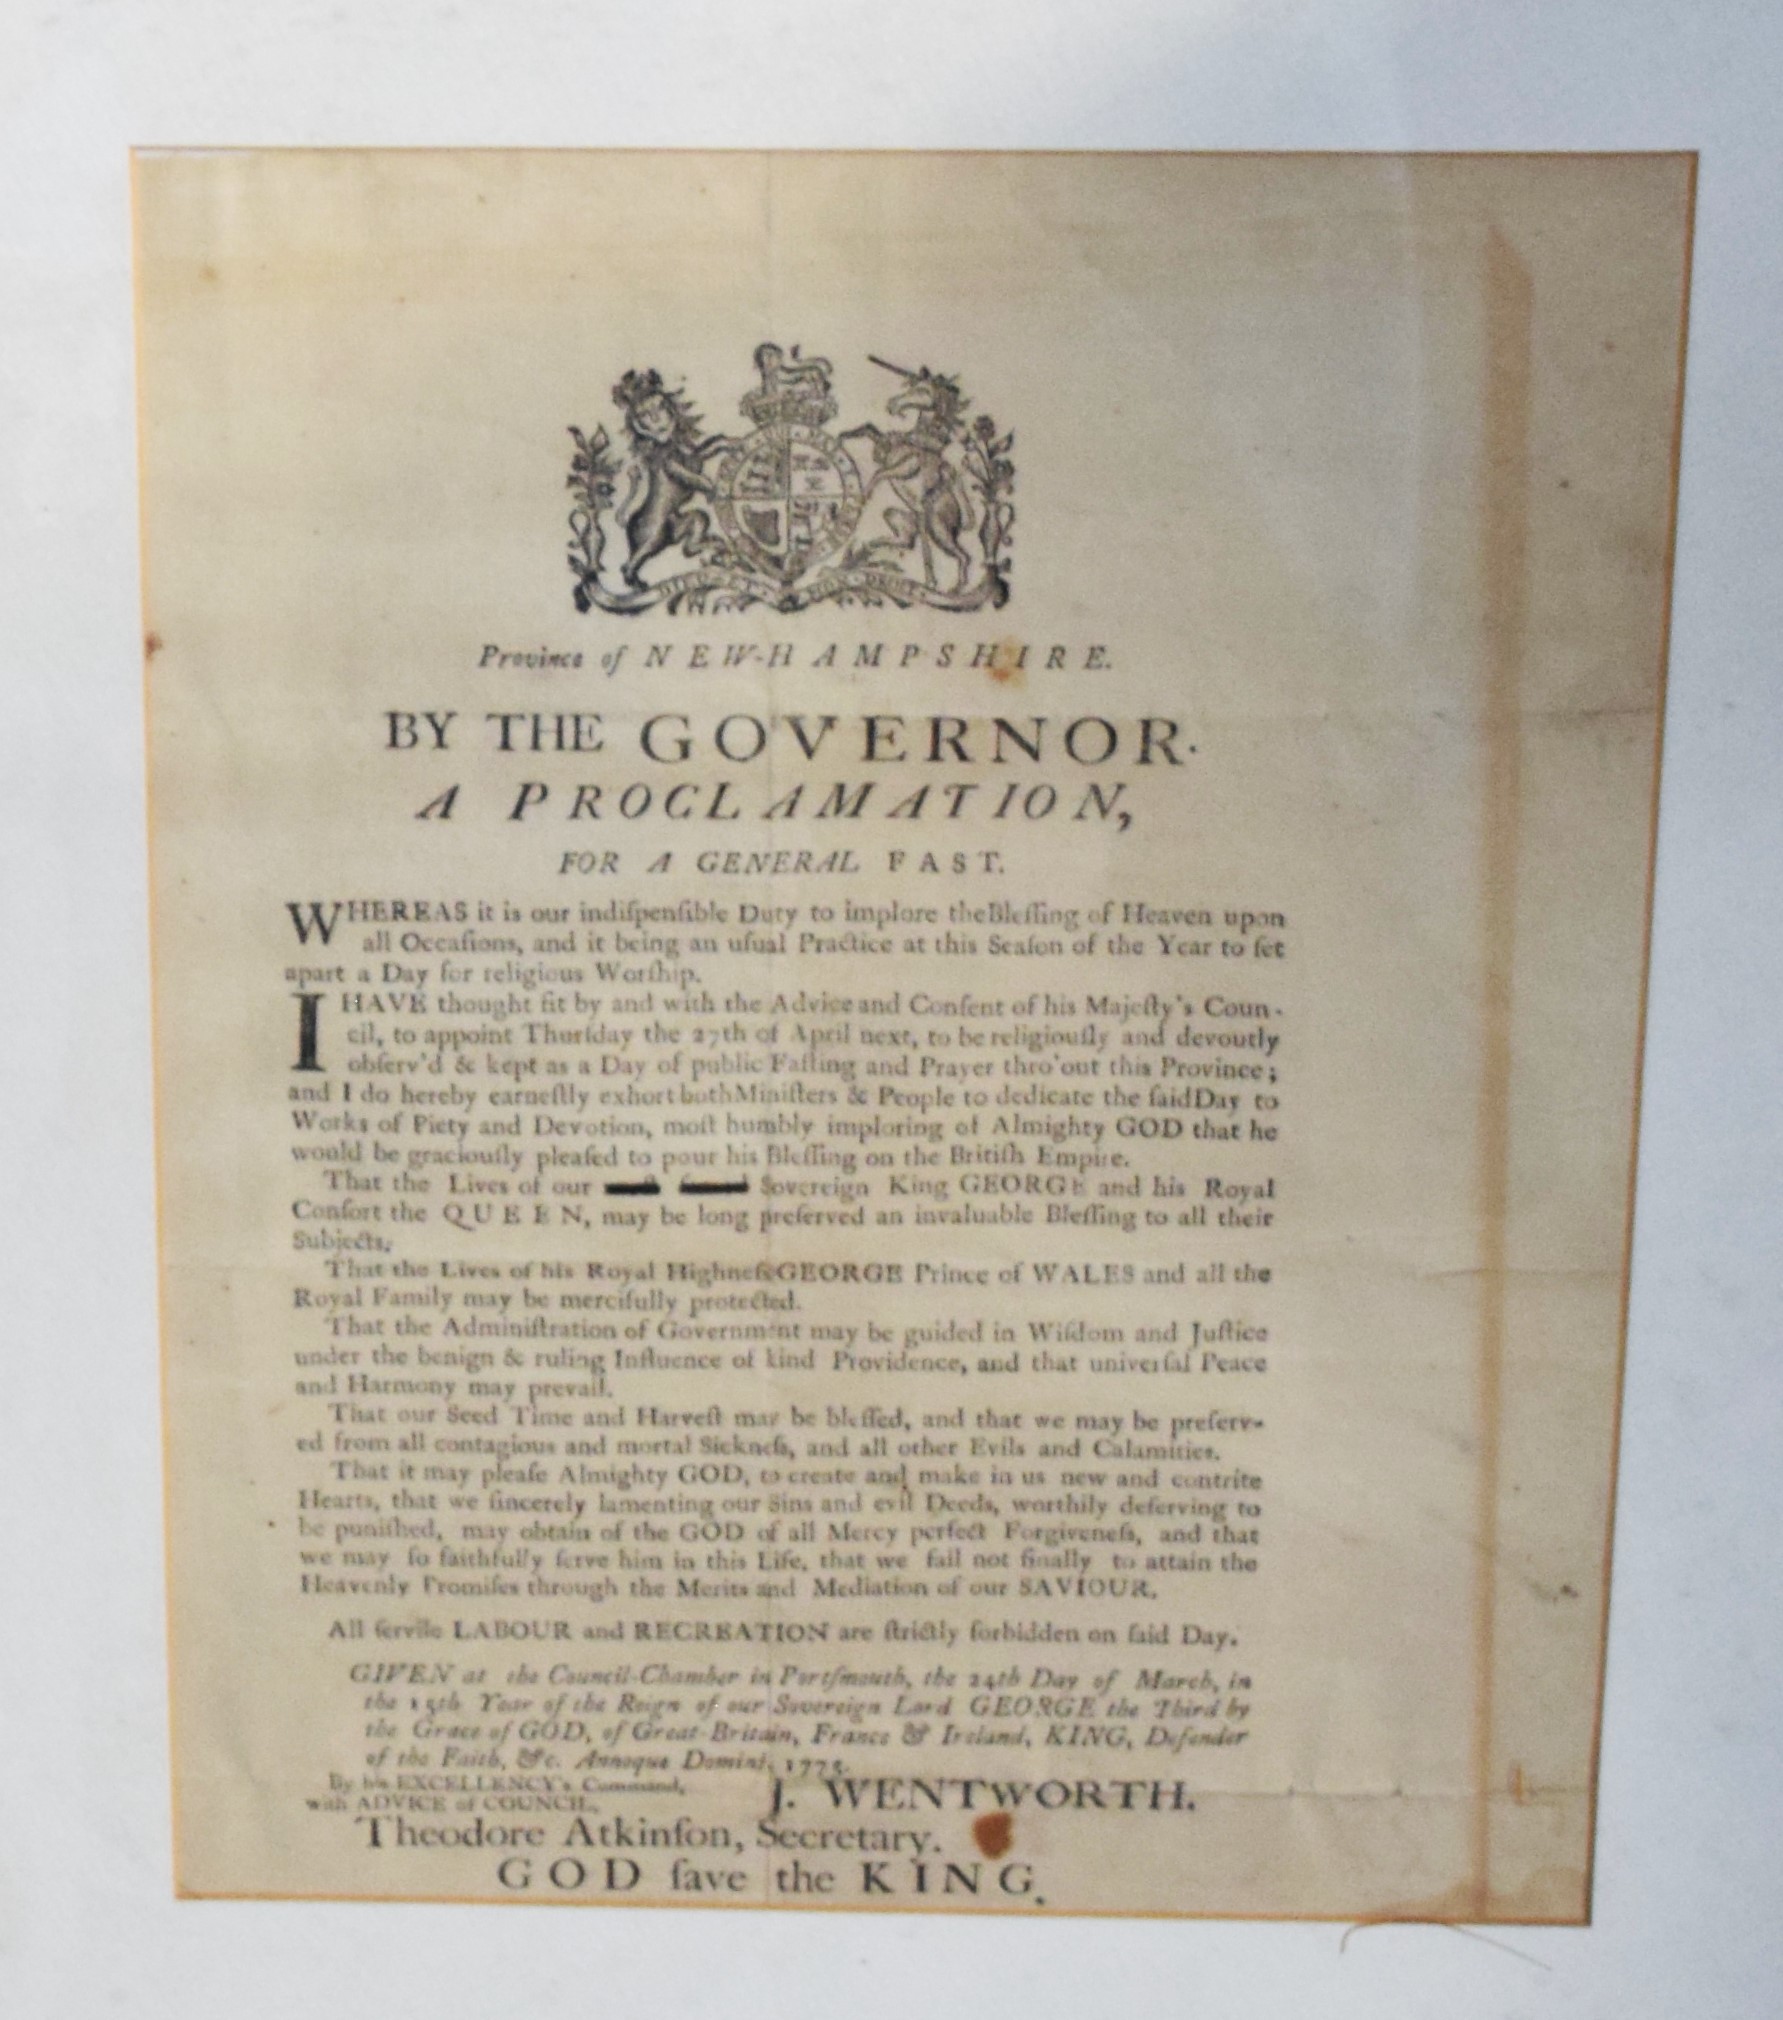 DIEU ET MON DROIT
Province of NEW-HAMPSHIRE.
BY THE GOVERNOR.
A PROCLAMATION,
FOR A GENERAL FAST.
WHEREAS it is our indiſpenſible Duty to implore the Bleſſing of Heaven upon
all Occaſions, and it being an uſual Practice at this Seaſon of the Year to ſet
apart a Day for religious Worſhip.
I HAVE thought fit by and with the Advice and Conſent of his Majeſty's Coun-
cil, to appoint Thurſday the 27th of April next, to be religiouſly and devoutly
obſerv'd & kept as a Day of public Faſting and Prayer thro'out this Province;
and I do hereby earneſtly exhort both Miniſters & People to dedicate the ſaid Day to
Works of Piety and Devotion, moſt humbly imploring of Almighty GOD that he
would be graciouſly pleaſed to pour his Bleſſing on the Britiſh Empire.
That the Lives of our Sovereign King GEORGE and his Royal
Conſort the QUEEN, may be long preſerved an invaluable Bleſſing to all their
Subjects.
That the Lives of his Royal Highneſs GEORGE Prince of WALES and all the
Royal Family may be mercifully protected.
That the Adminiſtration of Government may be guided in Wiſdom and Juſtice
under the benign & ruling Influence of kind Providence, and that univerſal Peace
and Harmony may prevail.
That our Seed Time and Harveſt may be bleſſed, and that we may be preſerv-
ed from all contagious and mortal Sickneſs, and all other Evils and Calamities.
That it may pleaſe Almighty GOD, to create and make in us new and contrite
Hearts, that we ſincerely lamenting our Sins and evil Deeds, worthily deſerving to
be puniſhed, may obtain of the GOD of all Mercy perfect Forgiveneſs, and that
we may ſo faithfully ſerve him in this Life, that we fail not finally to attain the
Heavenly Promiſes through the Merits and Mediation of our SAVIOUR.
All ſervile LABOUR and RECREATION are ſtrictly forbidden on ſaid Day.
GIVEN at the Council-Chamber in Portſmouth, the 24th Day of March, in
the 15th Year of the Reign of our Sovereign Lord GEORGE the Third by
the Grace of GOD, of Great-Britain, France & Ireland, KING, Defender
of the Faith, &c. Annoque Domini, 1775.
By his EXCELLENCY's Command,
with ADVICE of COUNCIL,
J. WENTWORTH.
Theodore Atkinſon, Secretary.
GOD ſave the KING.